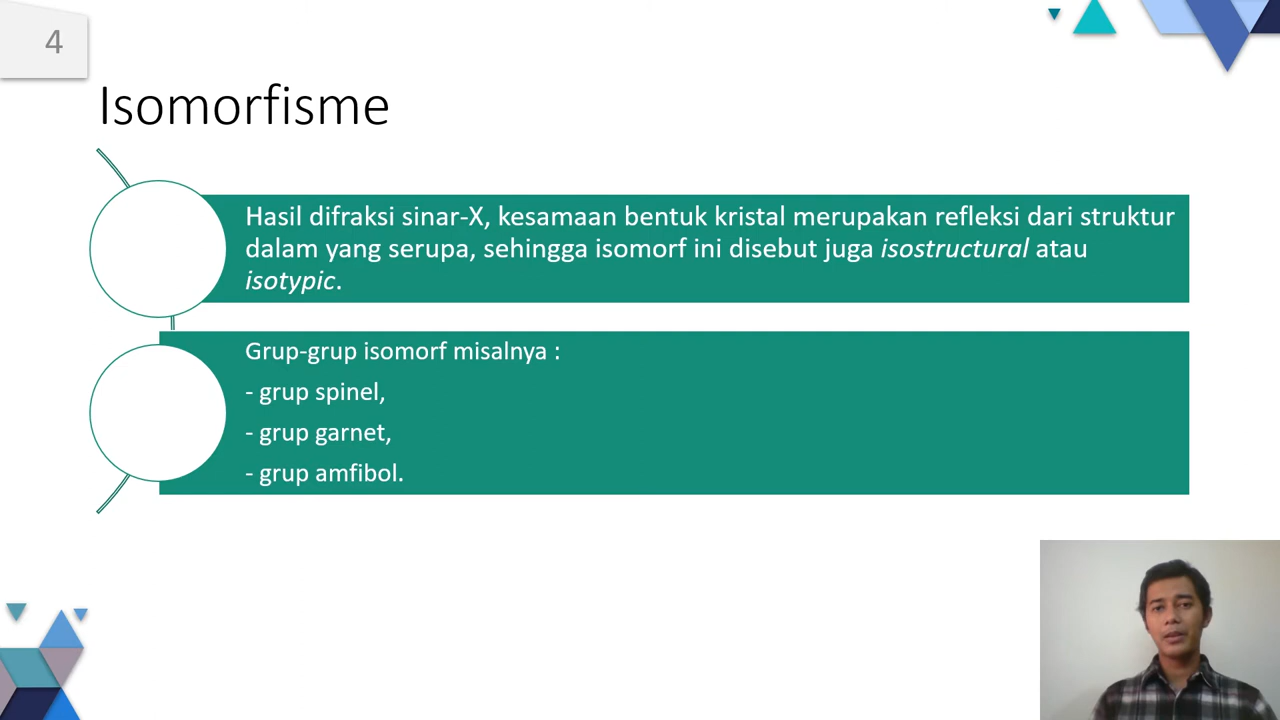 4
Isomorfisme
Hasil difraksi sinar-X, kesamaan bentuk kristal merupakan refleksi dari struktur
dalam yang serupa, sehingga isomorf ini disebut juga isostructural atau
isotypic.
Grup-grup isomorf misalnya :
- grup spinel,
- grup garnet,
- grup amfibol.